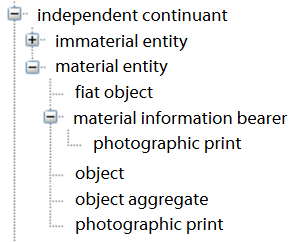 independent continuant
immaterial entity
material entity
fiat object
material information bearer
photographic print
object
object aggregate
photographic print